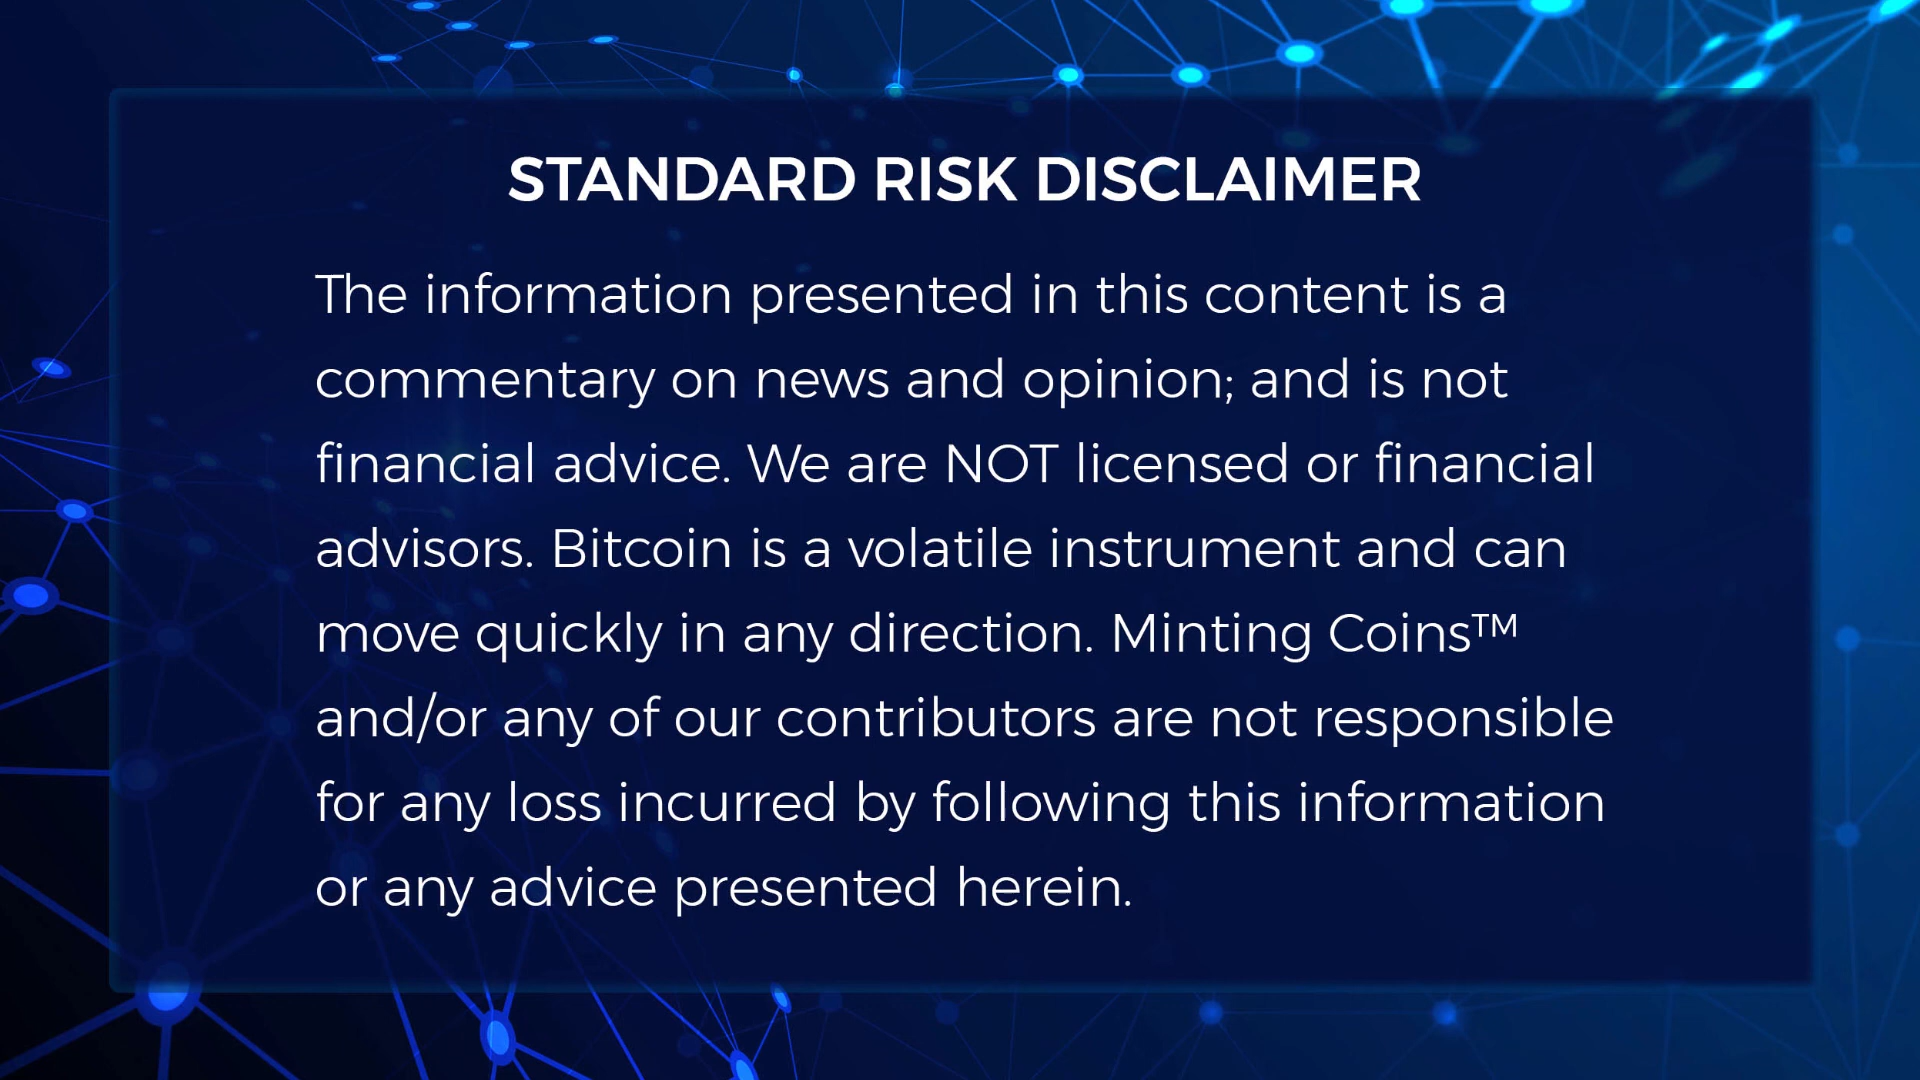 STANDARD RISK DISCLAIMER
The information presented in this content is a
commentary on news and opinion; and is not
financial advice. We are NOT licensed or financial
advisors. Bitcoin is a volatile instrument and can
move quickly in any direction. Minting Coins™
and/or any of our contributors are not responsible
for any loss incurred by following this information
or any advice presented herein.